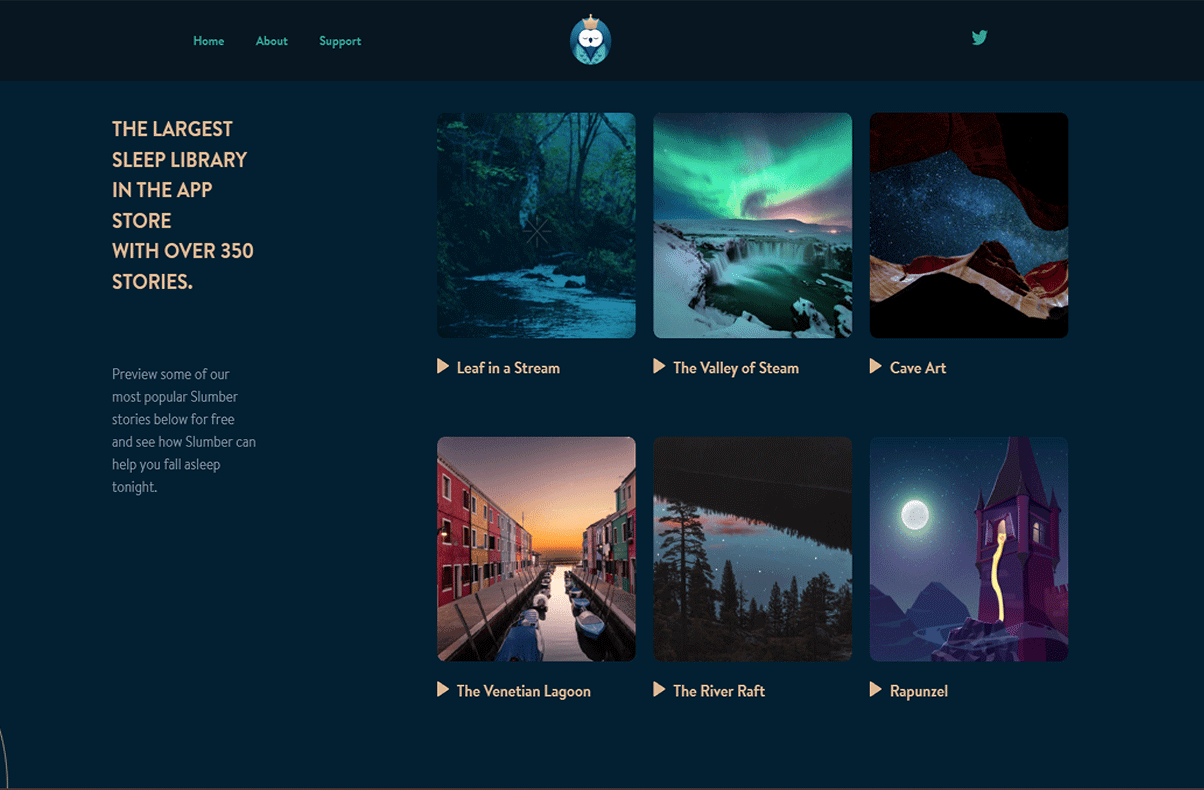 Home
About
Support
THE LARGEST
SLEEP LIBRARY
IN THE APP
STORE
WITH OVER 350
STORIES.
Preview some of our
most popular Slumber
stories below for free
and see how Slumber can
help you fall asleep
tonight.
Leaf in a Stream
The Valley of Steam
Cave Art
The Venetian Lagoon
The River Raft
Rapunzel